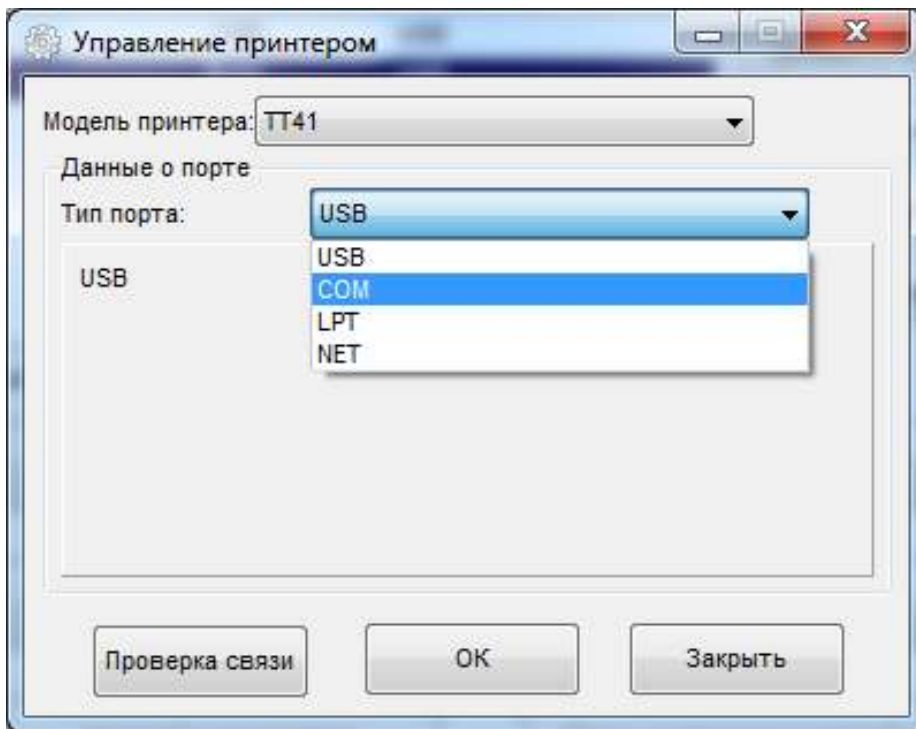 Управление принтером
Модель принтера: TT41
Данные о порте
Тип порта: USB
USB
USB
COM
LPT
NET
Проверка связи
OK
Закрыть